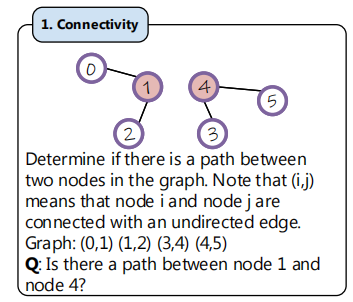 1. Connectivity
0
1
4
5
2
3
Determine if there is a path between
two nodes in the graph. Note that (i,j)
means that node i and node j are
connected with an undirected edge.
Graph: (0,1) (1,2) (3,4) (4,5)
Q: Is there a path between node 1 and
node 4?